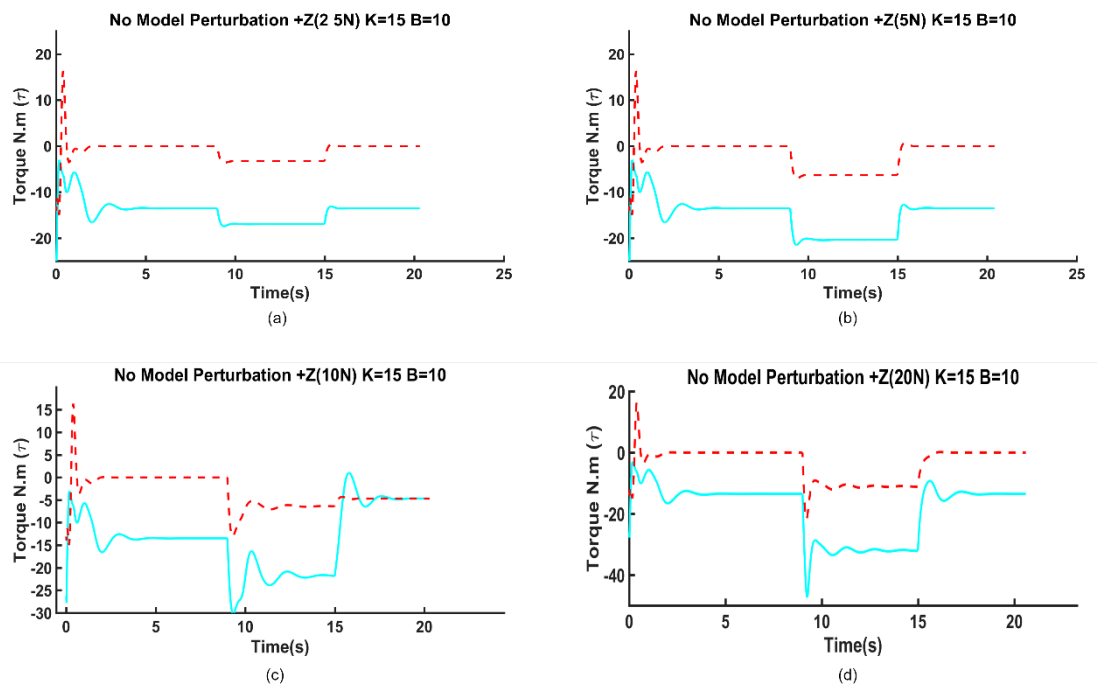 No Model Perturbation +Z(2 5N) K=15 B=10
Torque N.m (τ)
20
10
0
-10
-20
0
5
10
15
20
25
Time(s)
(a)
No Model Perturbation +Z(5N) K=15 B=10
Torque N.m (τ)
20
10
0
-10
-20
0
5
10
15
20
25
Time(s)
(b)
No Model Perturbation +Z(10N) K=15 B=10
Torque N.m (τ)
15
10
5
0
-5
-10
-15
-20
-25
-30
0
5
10
15
20
Time(s)
(c)
No Model Perturbation +Z(20N) K=15 B=10
Torque N.m (τ)
20
0
-20
-40
0
5
10
15
20
Time(s)
(d)